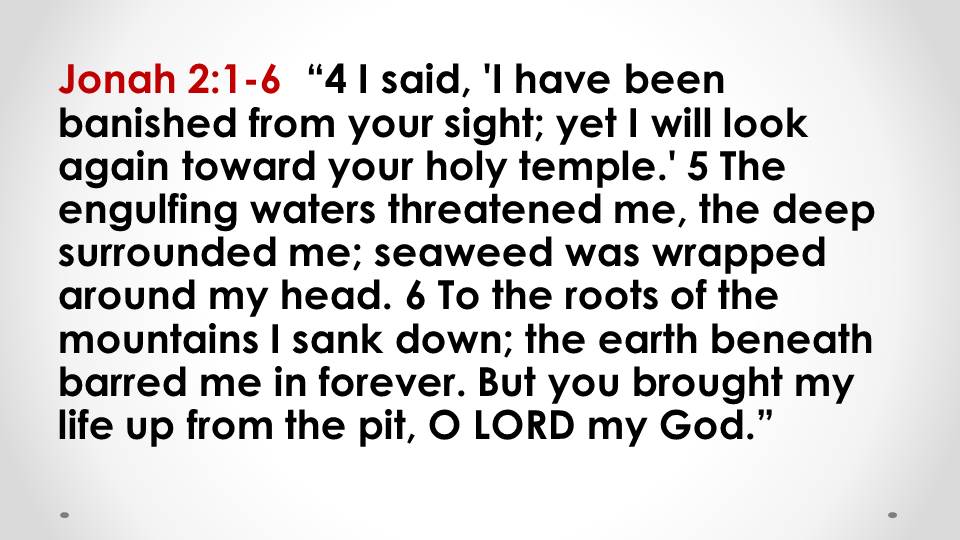 Jonah 2:1-6  “4 I said, 'I have been
banished from your sight; yet I will look
again toward your holy temple.' 5 The
engulfing waters threatened me, the deep
surrounded me; seaweed was wrapped
around my head. 6 To the roots of the
mountains I sank down; the earth beneath
barred me in forever. But you brought my
life up from the pit, O LORD my God.”